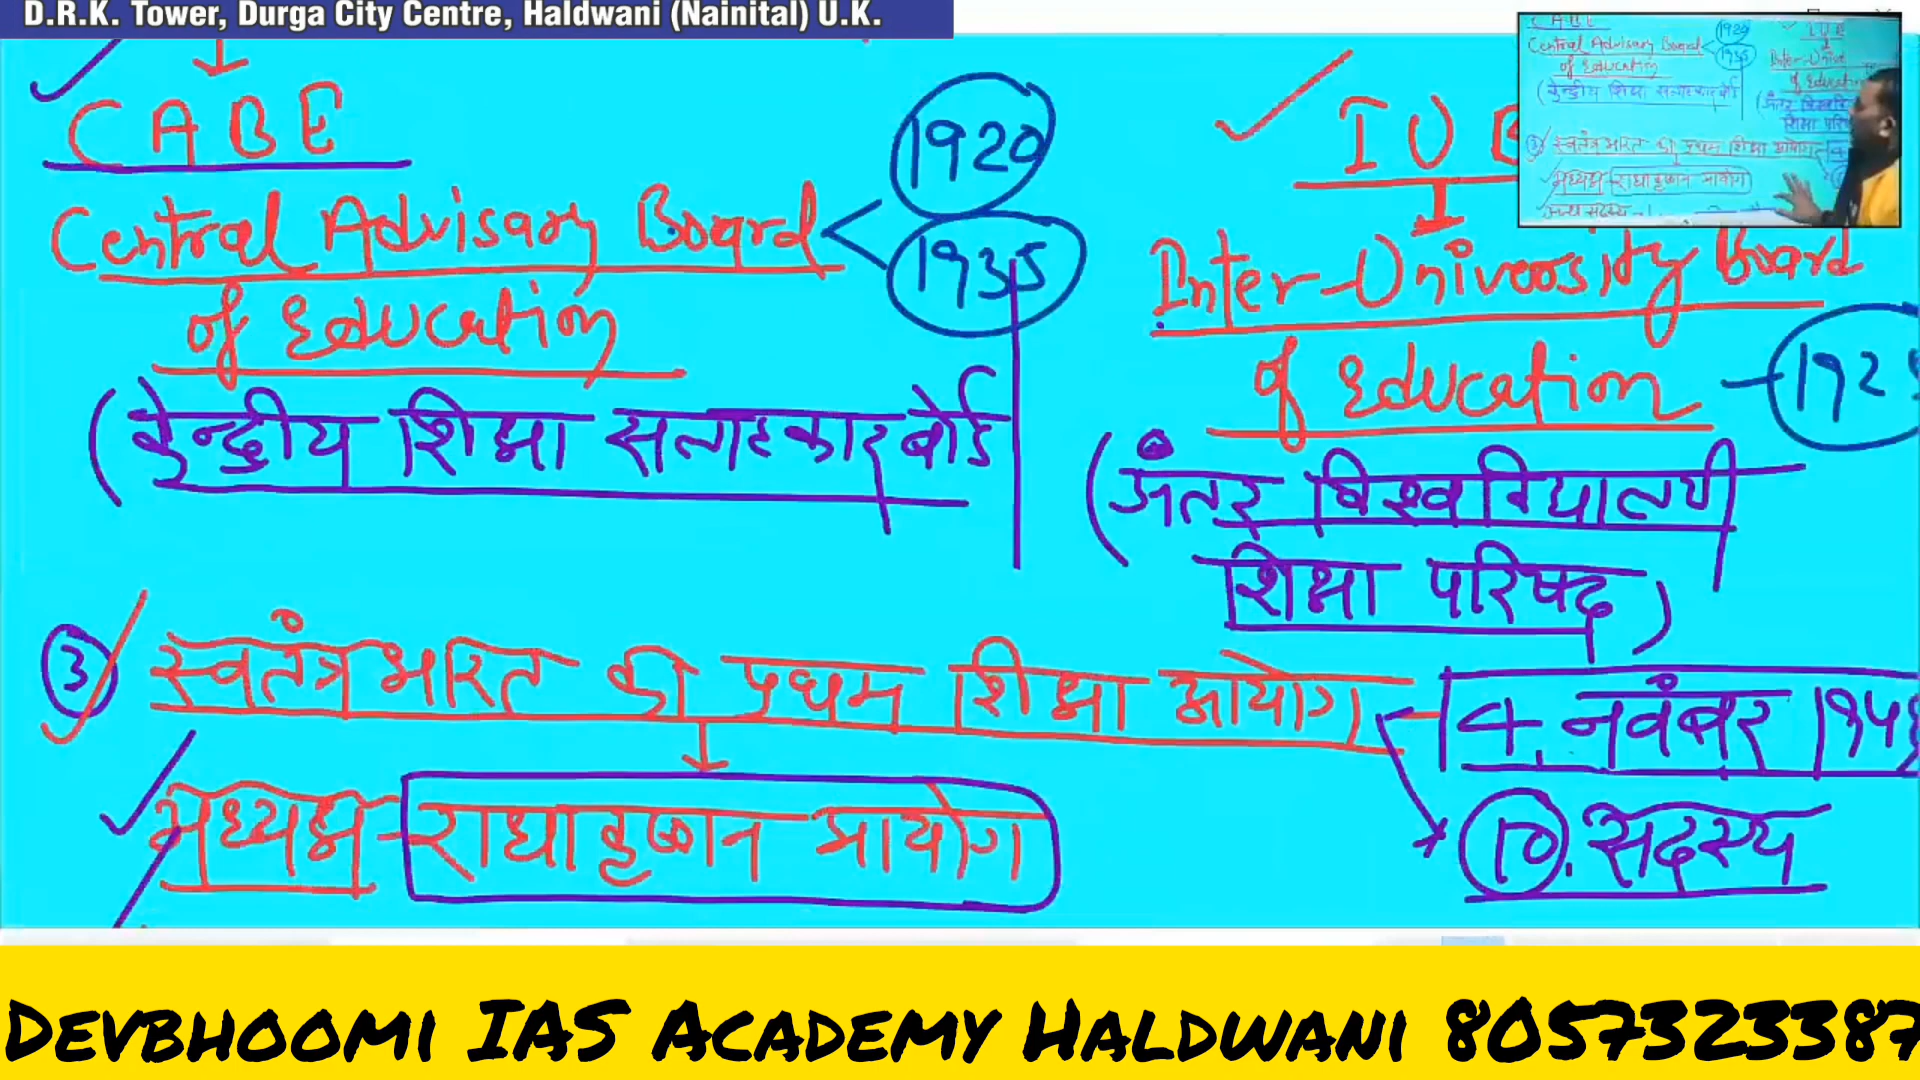 D.R.K. Tower, Durga City Centre, Haldwani (Nainital) U.K.
CABE
Central Advisary Board
of Education
1920
1935
(केन्द्रीय शिक्षा सलाहकार बोर्ड
IU
Inter-University Board
of Education
(अंतर विश्वविद्यालयी
शिक्षा परिषद)
③ स्वतंत्र भारत का प्रथम शिक्षा आयोग
4. नवंबर
अध्यक्ष - राधाकृष्णन आयोग
10. सदस्य
DEVBHOOMI IAS ACADEMY HALDWANI 8057323387